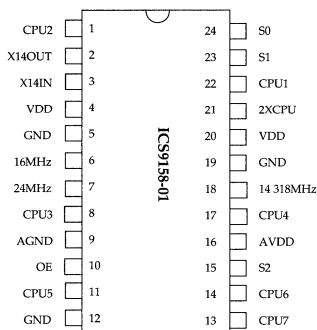 CPU2 1 24 S0
X14OUT 2 23 S1
X14IN 3 22 CPU1
VDD 4 21 2XCPU
GND 5 20 VDD
16MHz 6 19 GND
24MHz 7 18 14 318MHz
CPU3 8 17 CPU4
AGND 9 16 AVDD
OE 10 15 S2
CPU5 11 14 CPU6
GND 12 13 CPU7
ICS9158-01